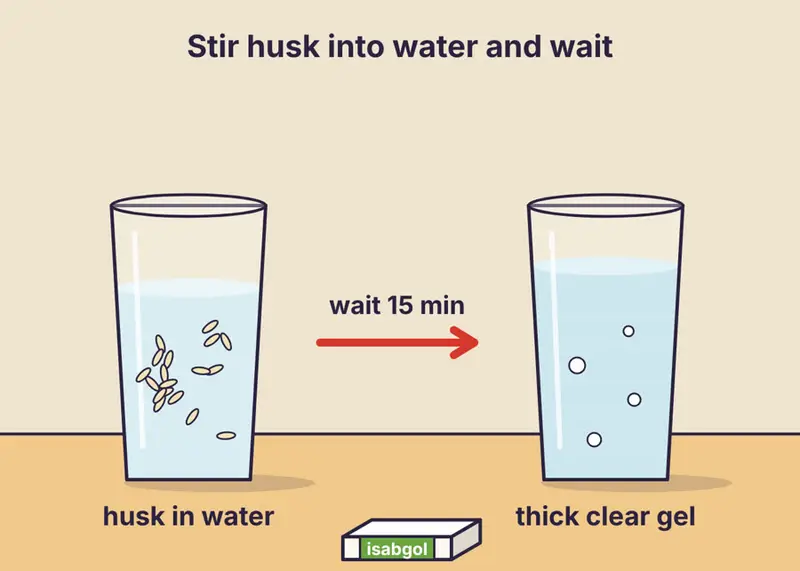 Stir husk into water and wait
wait 15 min
husk in water
thick clear gel
isabgol